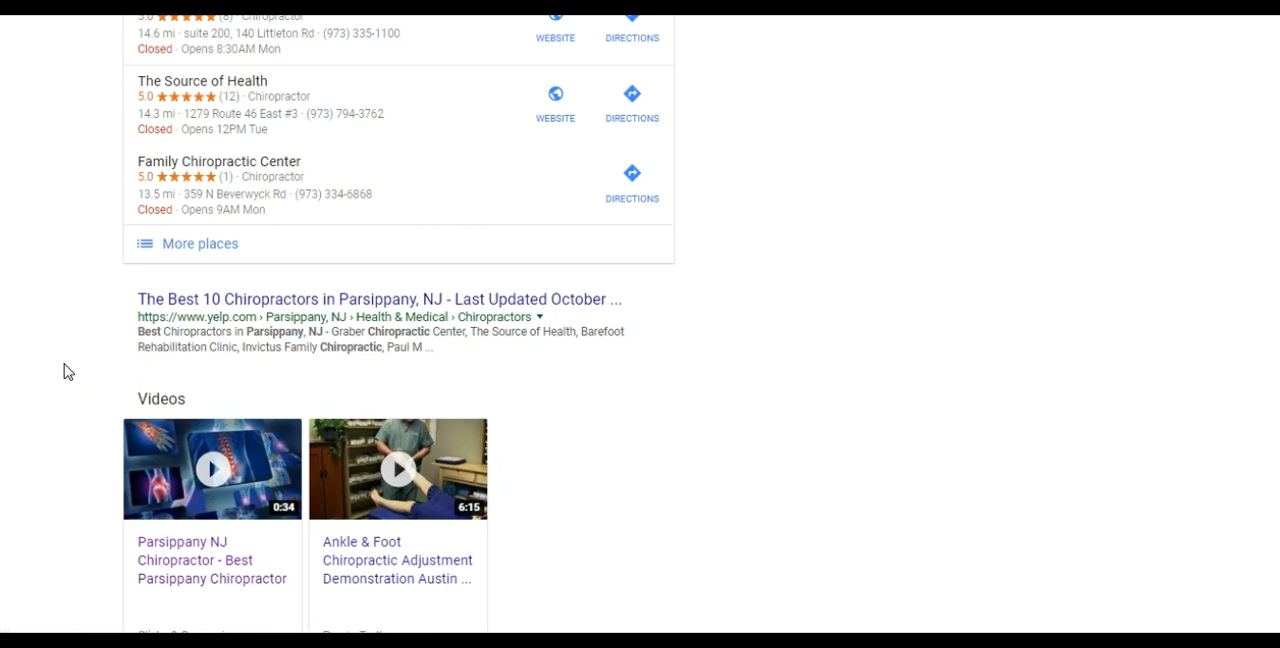 5.0 (8) · Chiropractor
14.6 mi · suite 200, 140 Littleton Rd · (973) 335-1100
Closed · Opens 8:30AM Mon
WEBSITE
DIRECTIONS
The Source of Health
5.0 ★★★★★ (12) · Chiropractor
14.3 mi · 1279 Route 46 East #3 · (973) 794-3762
Closed · Opens 12PM Tue
WEBSITE
DIRECTIONS
Family Chiropractic Center
5.0 ★★★★★ (1) · Chiropractor
13.5 mi · 359 N Beverwyck Rd · (973) 334-6868
Closed · Opens 9AM Mon
DIRECTIONS
More places
The Best 10 Chiropractors in Parsippany, NJ - Last Updated October ...
https://www.yelp.com › Parsippany, NJ › Health & Medical › Chiropractors
Best Chiropractors in Parsippany, NJ - Graber Chiropractic Center, The Source of Health, Barefoot
Rehabilitation Clinic, Invictus Family Chiropractic, Paul M ...
Videos
0:34
6:15
Parsippany NJ
Chiropractor - Best
Parsippany Chiropractor
Ankle & Foot
Chiropractic Adjustment
Demonstration Austin ...